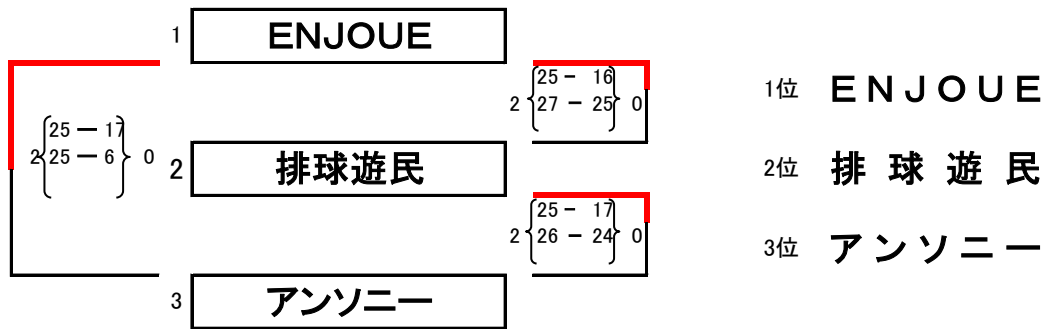 1 ENJOUE
25 - 16
2 27 - 25 0
1位 ENJOUE
25 - 17
2 25 - 6 0
2 排球遊民
2位 排球遊民
25 - 17
2 26 - 24 0
3位 アンソニー
3 アンソニー